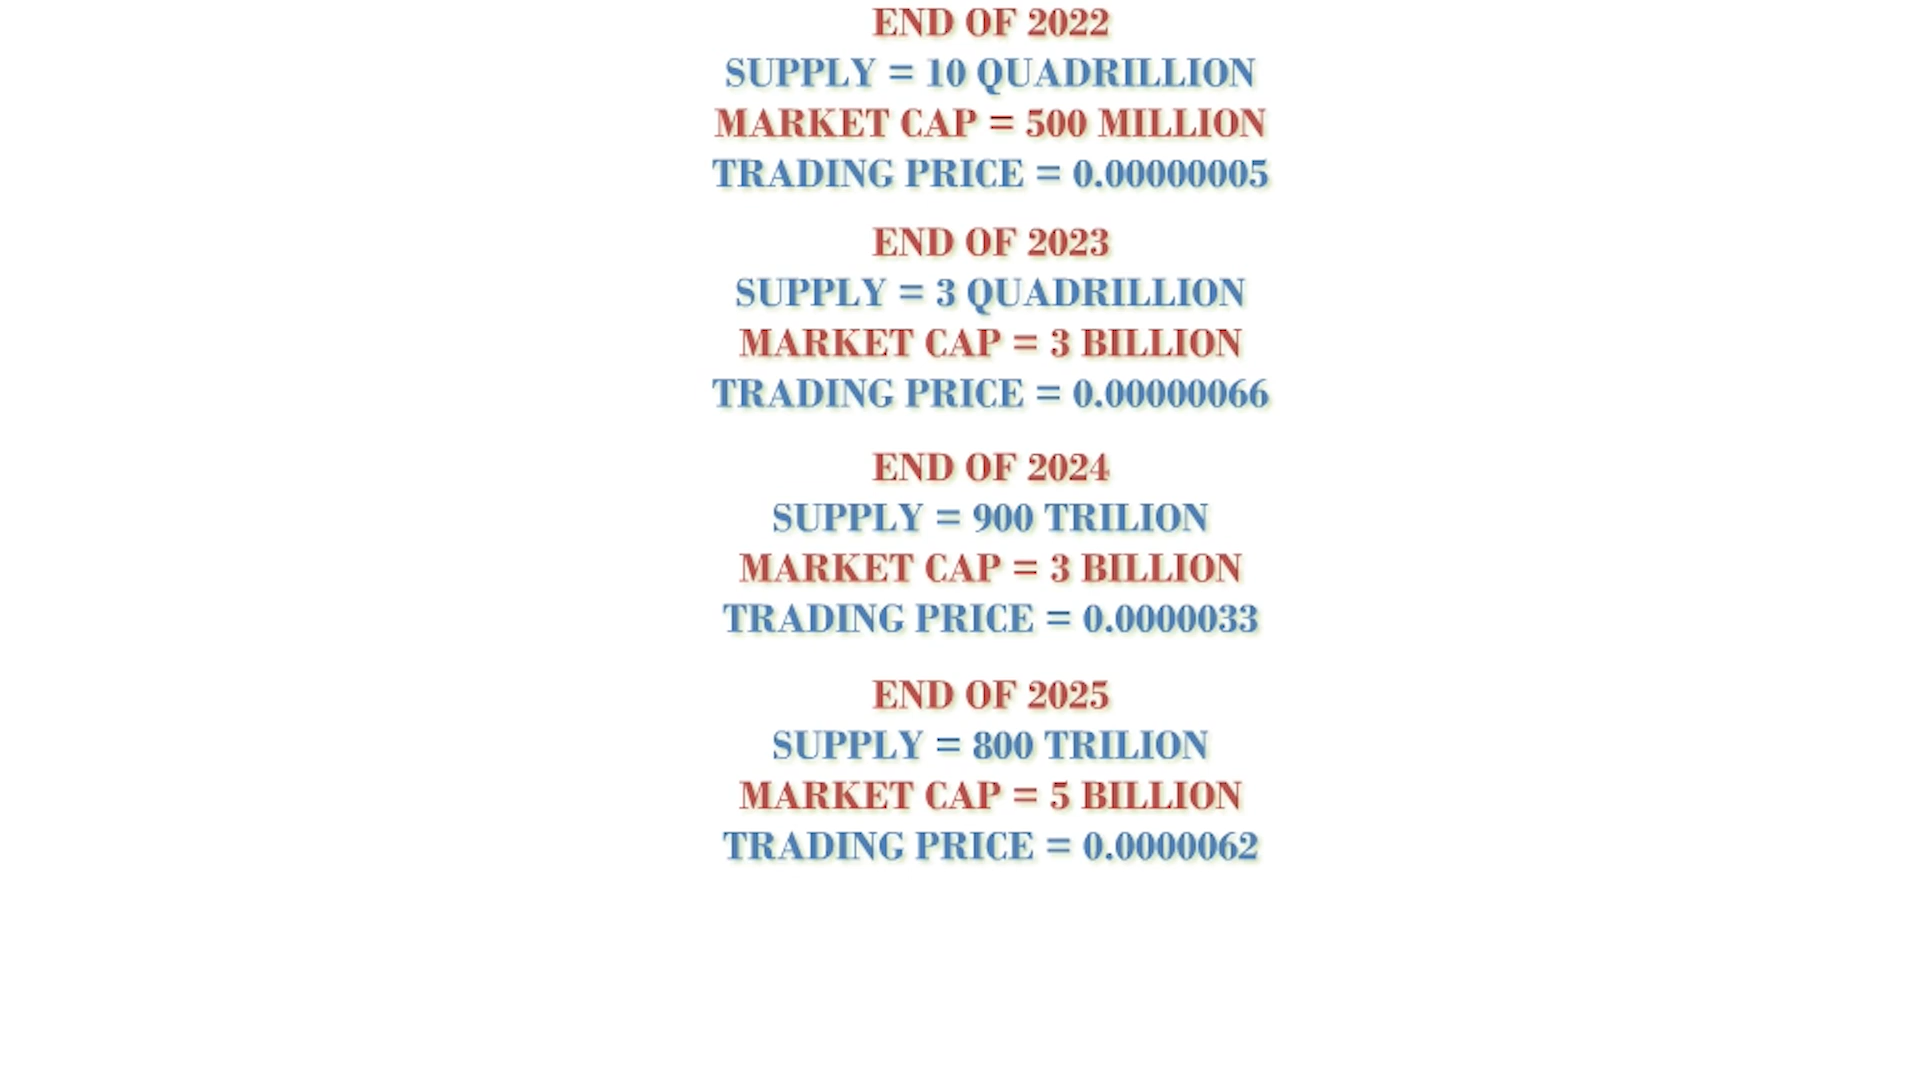 END OF 2022
SUPPLY = 10 QUADRILLION
MARKET CAP = 500 MILLION
TRADING PRICE = 0.00000005
END OF 2023
SUPPLY = 3 QUADRILLION
MARKET CAP = 3 BILLION
TRADING PRICE = 0.00000066
END OF 2024
SUPPLY = 900 TRILION
MARKET CAP = 3 BILLION
TRADING PRICE = 0.0000033
END OF 2025
SUPPLY = 800 TRILION
MARKET CAP = 5 BILLION
TRADING PRICE = 0.0000062